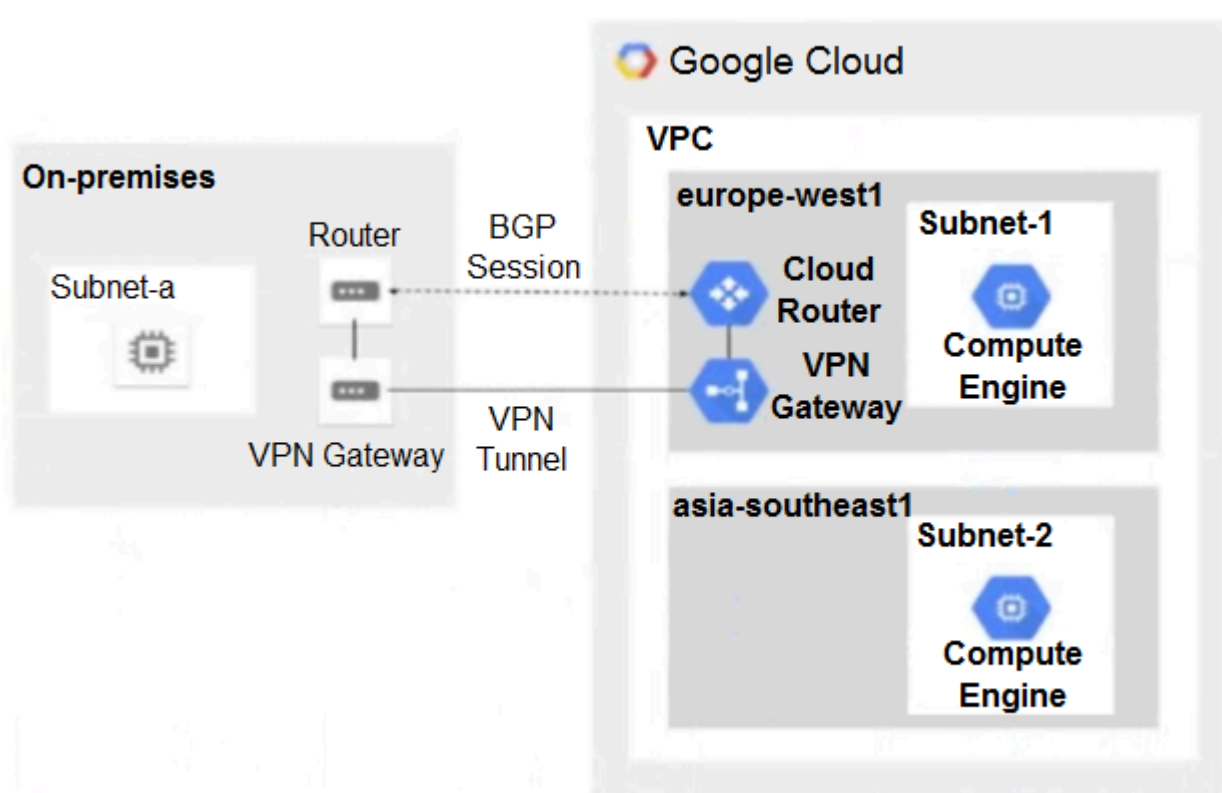 Google Cloud
VPC
On-premises
europe-west1
Subnet-1
Router
BGP
Session
Cloud
Router
Subnet-a
Compute
Engine
VPN
Gateway
VPN
Tunnel
VPN Gateway
asia-southeast1
Subnet-2
Compute
Engine